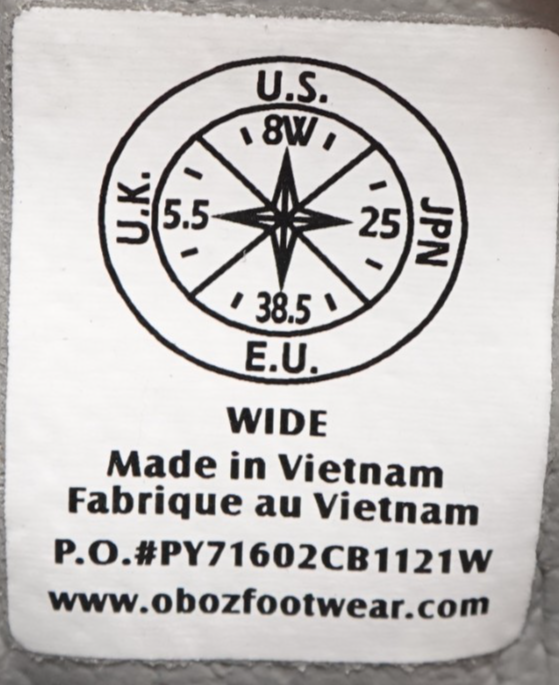 U.S.
8W
U.K.
5.5
25
JPN
38.5
E.U.
WIDE
Made in Vietnam
Fabrique au Vietnam
P.O.#PY71602CB1121W
www.obozfootwear.com